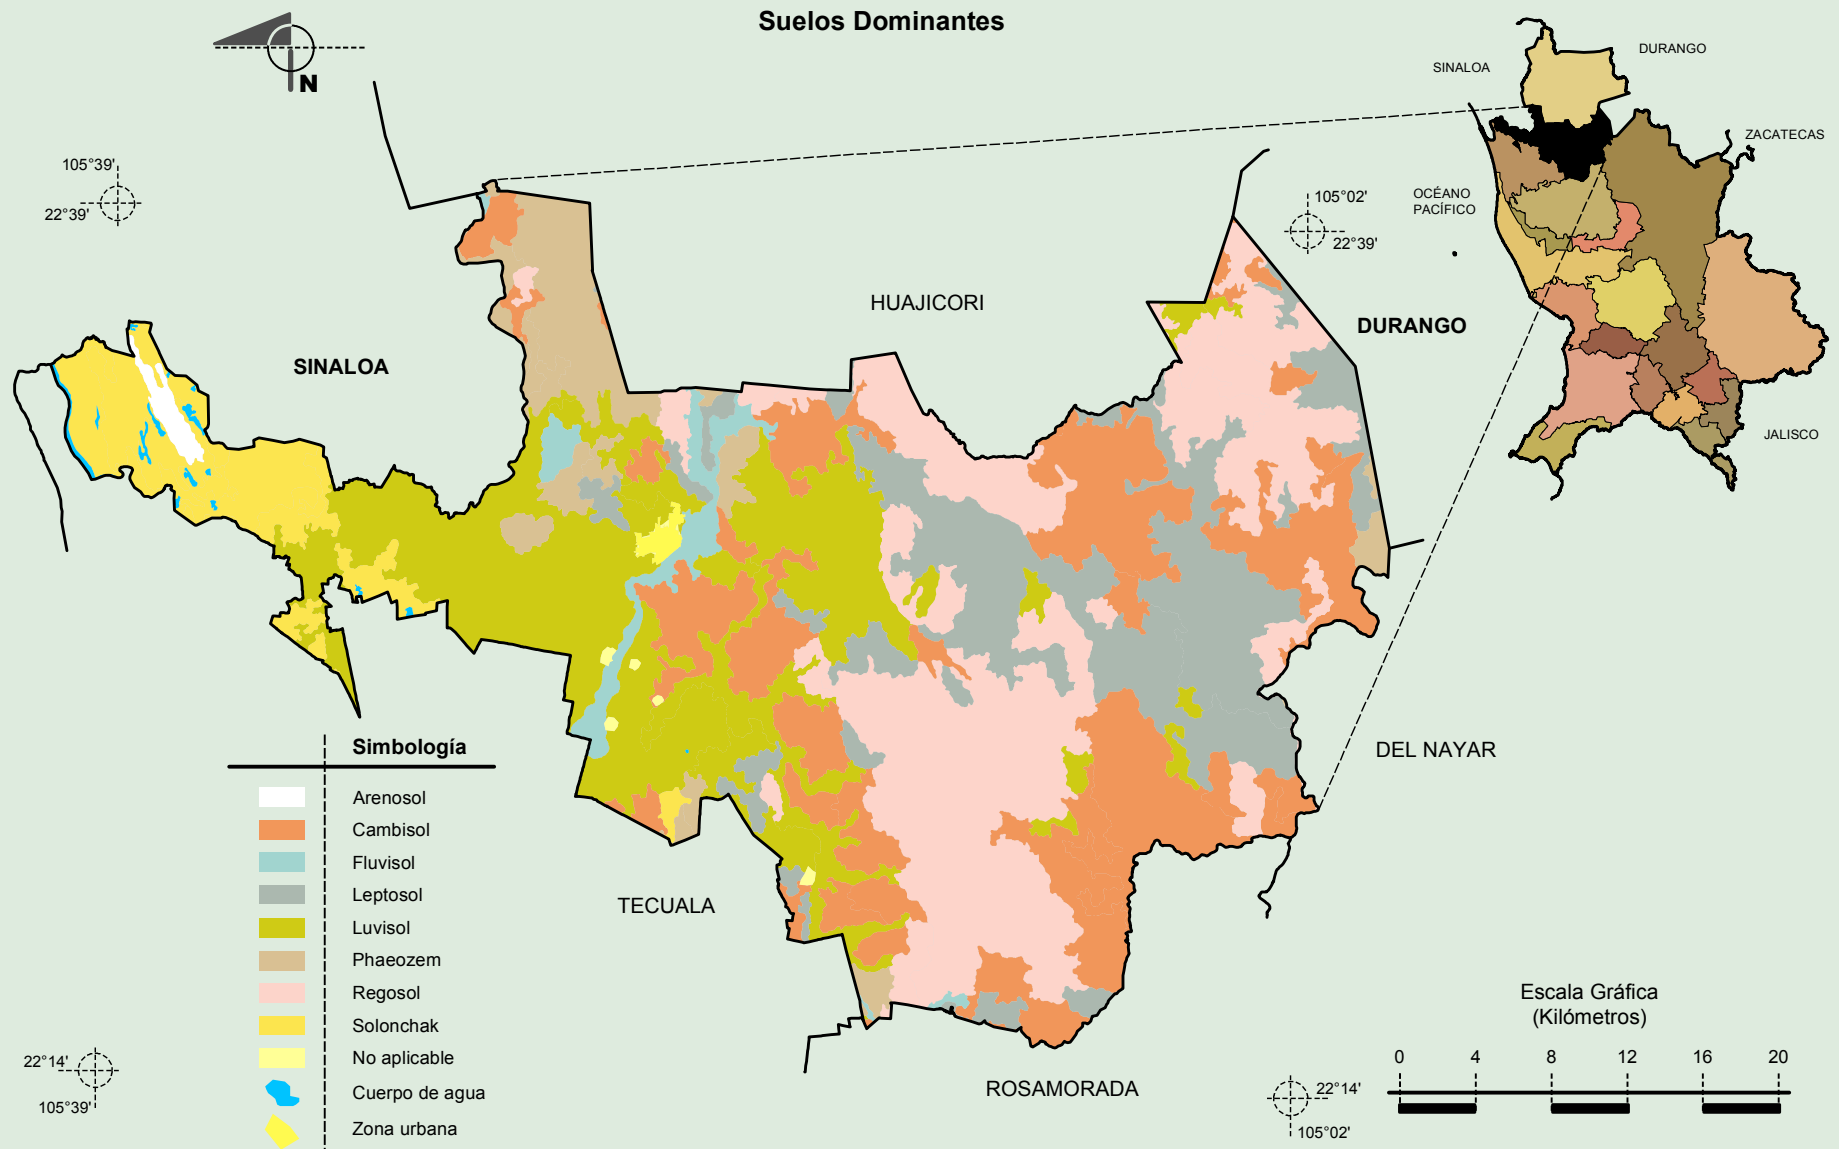 Suelos Dominantes
N
105°39'
22°39'
SINALOA
DURANGO
ZACATECAS
OCÉANO
PACÍFICO
JALISCO
105°02'
22°39'
HUAJICORI
DURANGO
SINALOA
DEL NAYAR
TECUALA
ROSAMORADA
Simbología
Arenosol
Cambisol
Fluvisol
Leptosol
Luvisol
Phaeozem
Regosol
Solonchak
No aplicable
Cuerpo de agua
Zona urbana
22°14'
105°39'
22°14'
105°02'
Escala Gráfica
(Kilómetros)
0 4 8 12 16 20